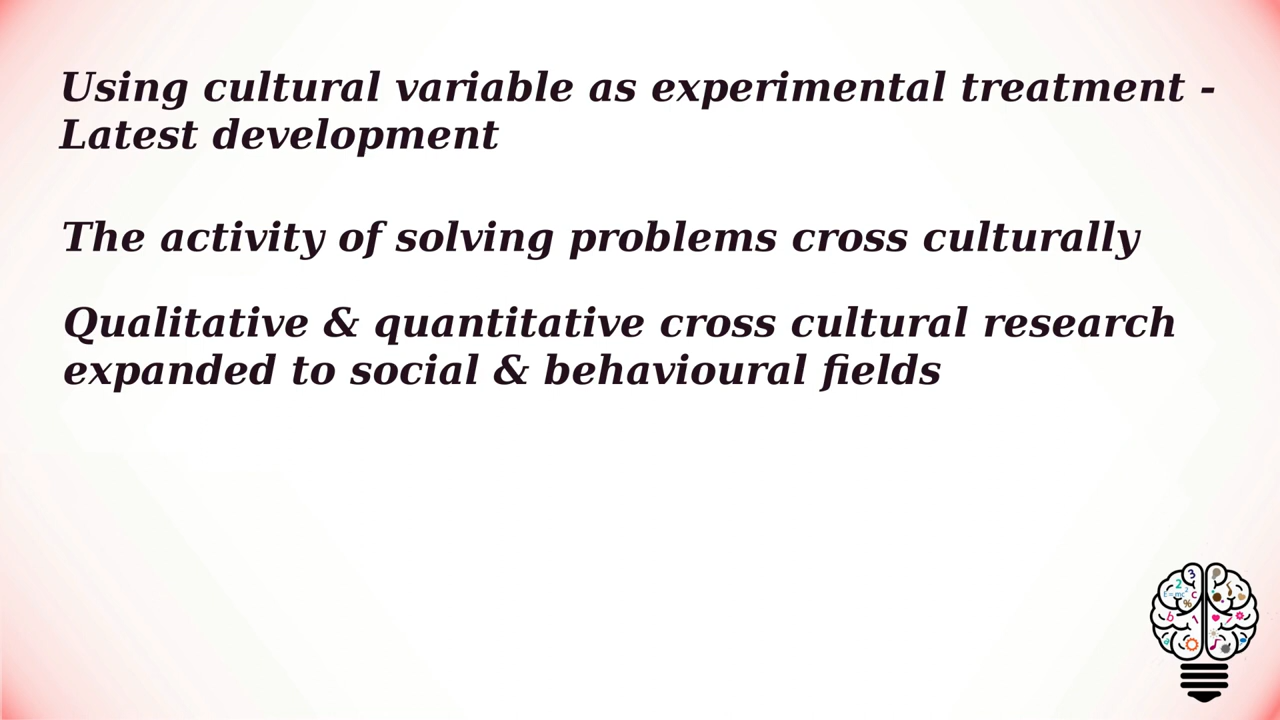 Using cultural variable as experimental treatment -
Latest development
The activity of solving problems cross culturally
Qualitative & quantitative cross cultural research
expanded to social & behavioural fields